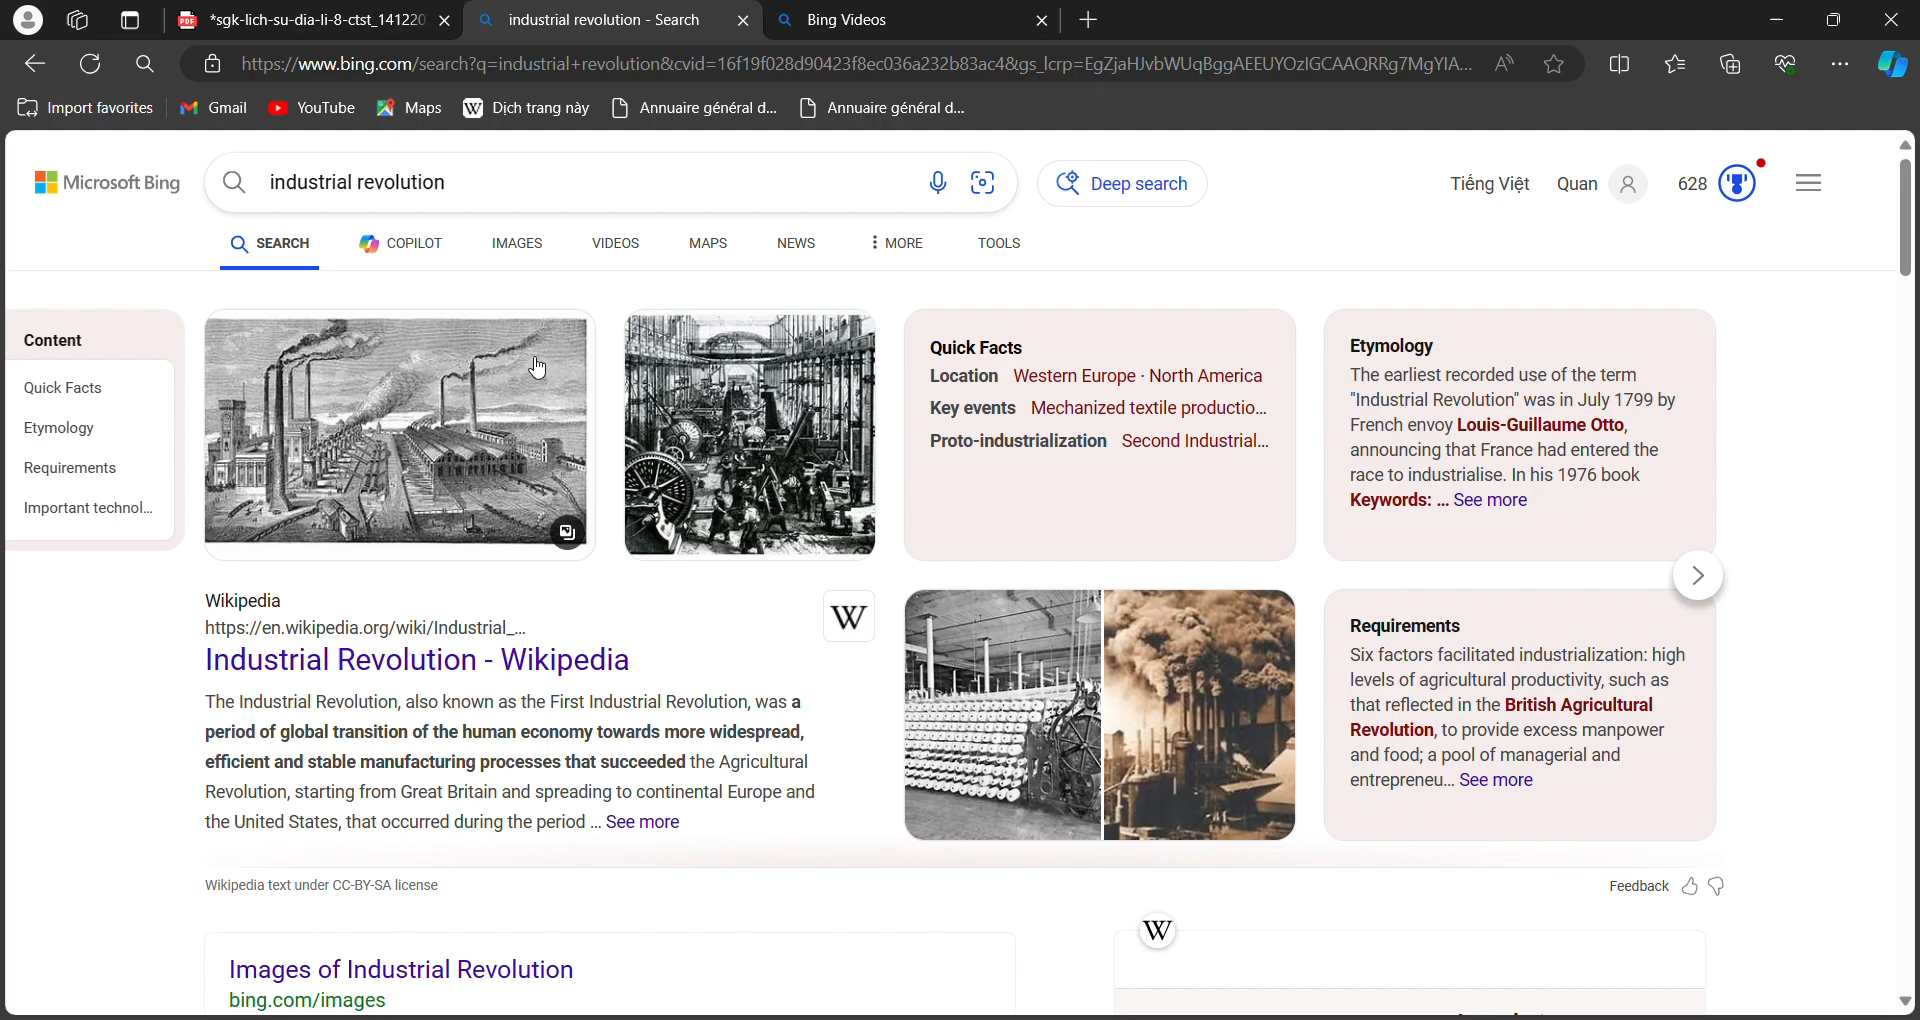 *sgk-lich-su-dia-li-8-ctst_141220
industrial revolution - Search
Bing Videos
https://www.bing.com/search?q=industrial+revolution&cvid=16f19f028d90423f8ec036a232b83ac4&gs_lcrp=EgZjaHJvbWUqBggAEEUYOzIGCAAQRRg7MgYIA...
Import favorites
Gmail
YouTube
Maps
Dịch trang này
Annuaire général d...
Annuaire général d...
Microsoft Bing
industrial revolution
Deep search
Tiếng Việt
Quan
628
SEARCH
COPILOT
IMAGES
VIDEOS
MAPS
NEWS
MORE
TOOLS
Content
Quick Facts
Etymology
Requirements
Important technol...
Quick Facts
Location Western Europe · North America
Key events Mechanized textile productio...
Proto-industrialization Second Industrial...
Etymology
The earliest recorded use of the term
"Industrial Revolution" was in July 1799 by
French envoy Louis-Guillaume Otto,
announcing that France had entered the
race to industrialise. In his 1976 book
Keywords: ... See more
Wikipedia
https://en.wikipedia.org/wiki/Industrial_...
W
Industrial Revolution - Wikipedia
The Industrial Revolution, also known as the First Industrial Revolution, was a
period of global transition of the human economy towards more widespread,
efficient and stable manufacturing processes that succeeded the Agricultural
Revolution, starting from Great Britain and spreading to continental Europe and
the United States, that occurred during the period ... See more
Requirements
Six factors facilitated industrialization: high
levels of agricultural productivity, such as
that reflected in the British Agricultural
Revolution, to provide excess manpower
and food; a pool of managerial and
entrepreneu... See more
Wikipedia text under CC-BY-SA license
Feedback
W
Images of Industrial Revolution
bing.com/images